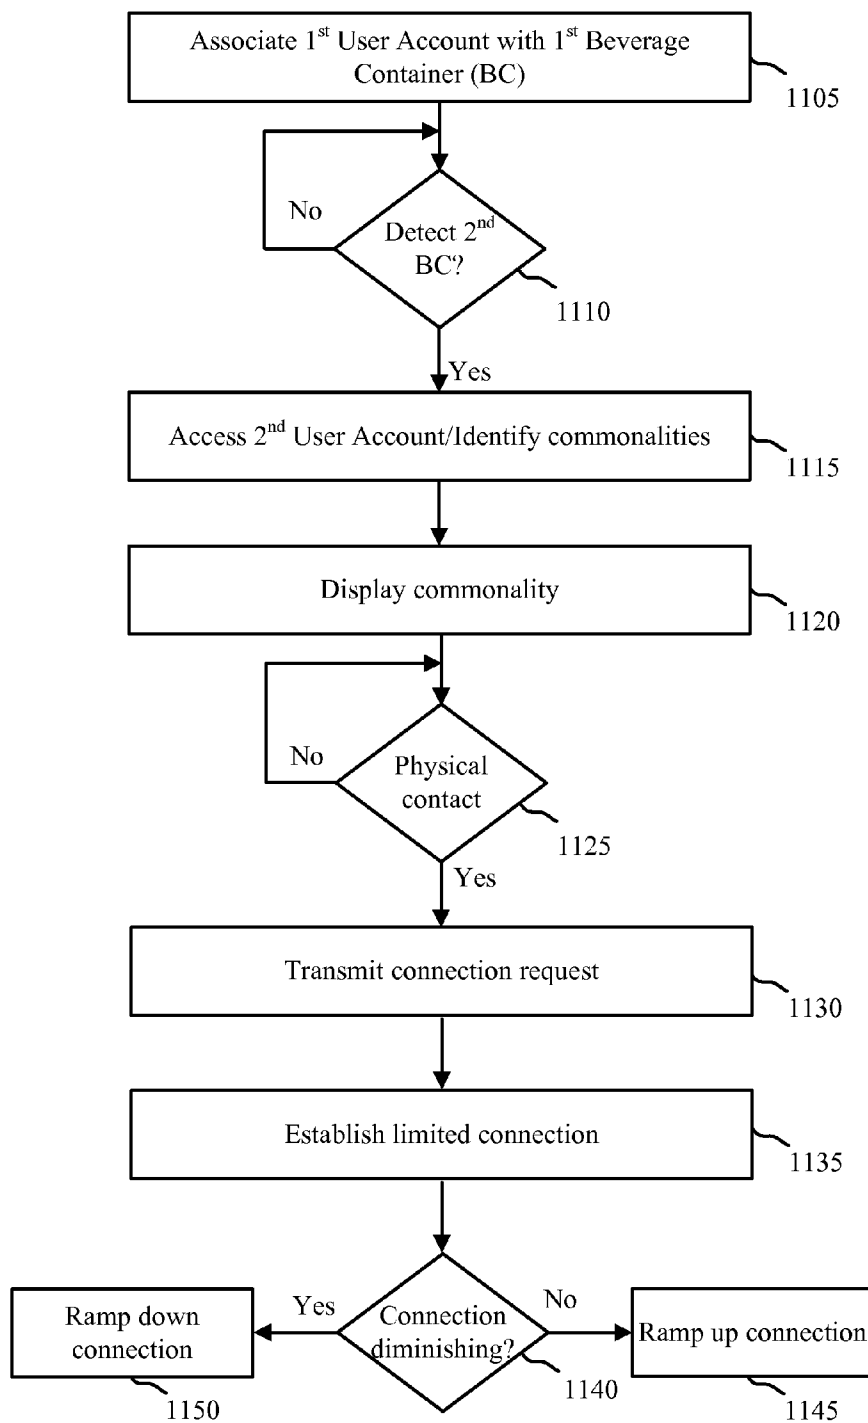 Associate 1st User Account with 1st Beverage
Container (BC)
1105
No
Detect 2nd
BC?
1110
Yes
Access 2nd User Account/Identify commonalities
1115
Display commonality
1120
No
Physical
contact
1125
Yes
Transmit connection request
1130
Establish limited connection
1135
Ramp down
connection
1150
Yes
Connection
diminishing?
1140
No
Ramp up connection
1145